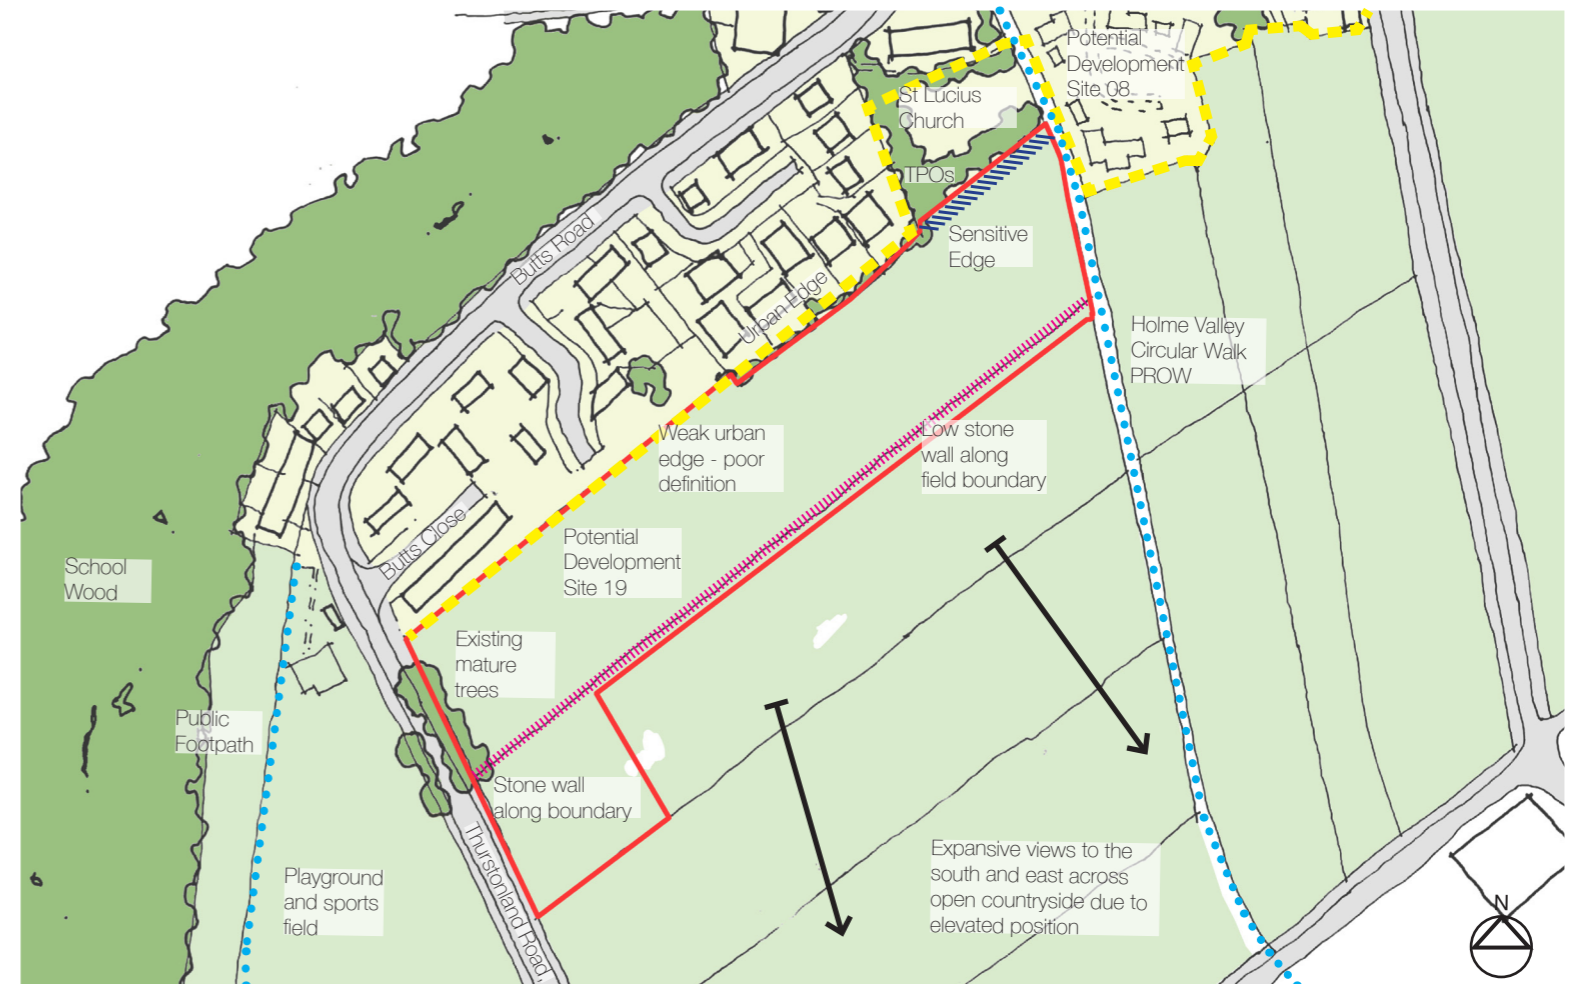 Potential
Development
Site 08
St Lucius
Church
TPOs
Sensitive
Edge
Butts Road
Urban Edge
Holme Valley
Circular Walk
PROW
Weak urban
edge - poor
definition
Low stone
wall along
field boundary
Butts Close
Potential
Development
Site 19
School
Wood
Existing
mature
trees
Public
Footpath
Stone wall
along boundary
Thurstonland Road
Playground
and sports
field
Expansive views to the
south and east across
open countryside due to
elevated position
N